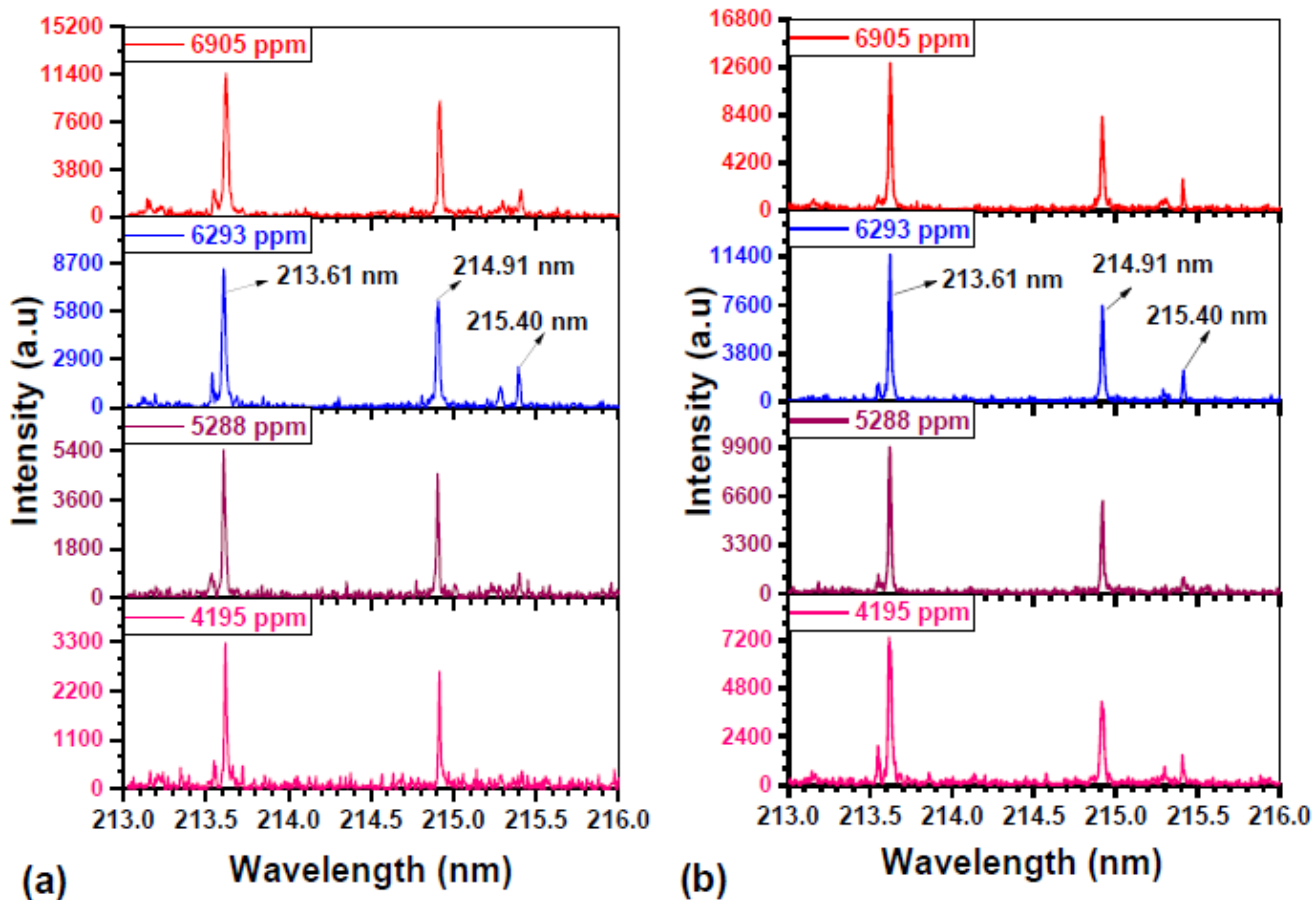 Intensity (a.u)
15200
11400
7600
3800
0
6905 ppm
8700
5800
2900
0
6293 ppm
213.61 nm
214.91 nm
215.40 nm
5400
3600
1800
0
5288 ppm
3300
2200
1100
0
4195 ppm
213.0 213.5 214.0 214.5 215.0 215.5 216.0
Wavelength (nm)
(a)
Intensity (a.u)
16800
12600
8400
4200
0
6905 ppm
11400
7600
3800
0
6293 ppm
213.61 nm
214.91 nm
215.40 nm
9900
6600
3300
0
5288 ppm
7200
4800
2400
0
4195 ppm
213.0 213.5 214.0 214.5 215.0 215.5 216.0
Wavelength (nm)
(b)